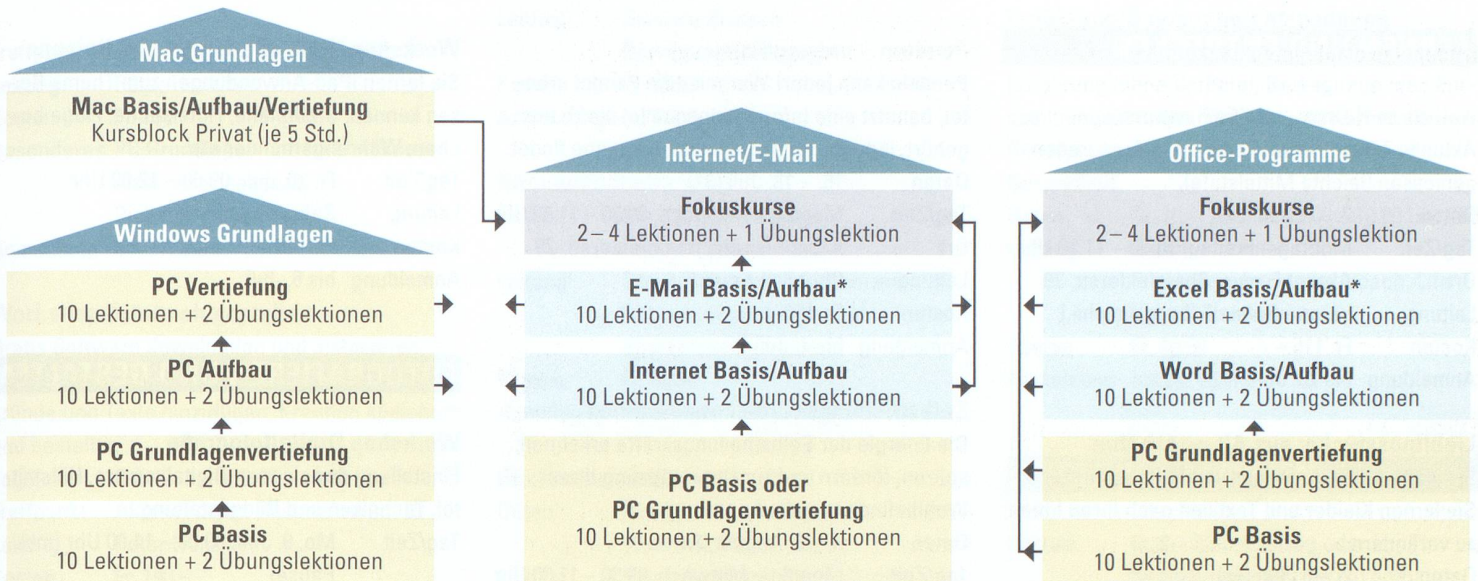 Mac Grundlagen
Mac Basis/Aufbau/Vertiefung
Kursblock Privat (je 5 Std.)
Windows Grundlagen
PC Vertiefung
10 Lektionen + 2 Übungslektionen
PC Aufbau
10 Lektionen + 2 Übungslektionen
PC Grundlagenvertiefung
10 Lektionen + 2 Übungslektionen
PC Basis
10 Lektionen + 2 Übungslektionen
Internet/E-Mail
Fokuskurse
2–4 Lektionen + 1 Übungslektion
E-Mail Basis/Aufbau*
10 Lektionen + 2 Übungslektionen
Internet Basis/Aufbau
10 Lektionen + 2 Übungslektionen
PC Basis oder
PC Grundlagenvertiefung
10 Lektionen + 2 Übungslektionen
Office-Programme
Fokuskurse
2–4 Lektionen + 1 Übungslektion
Excel Basis/Aufbau*
10 Lektionen + 2 Übungslektionen
Word Basis/Aufbau
10 Lektionen + 2 Übungslektionen
PC Grundlagenvertiefung
10 Lektionen + 2 Übungslektionen
PC Basis
10 Lektionen + 2 Übungslektionen